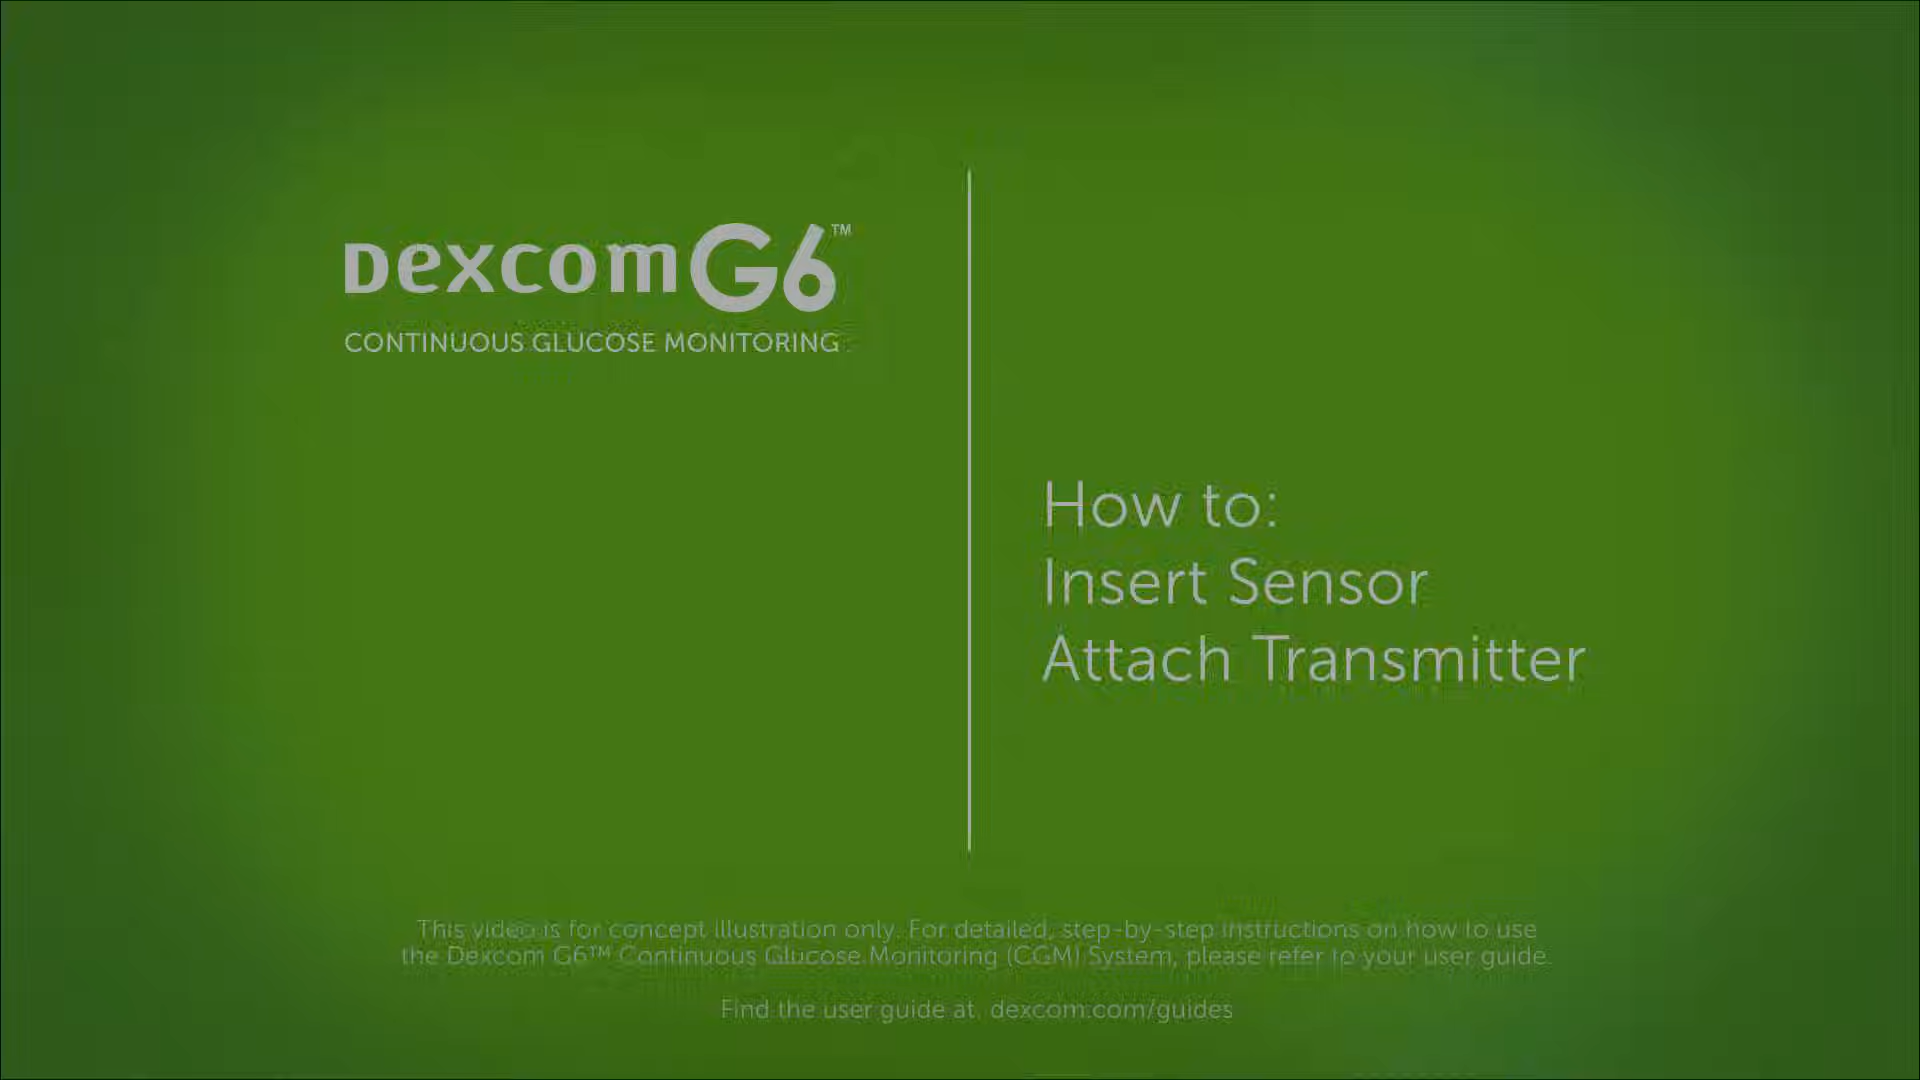 Dexcom G6™
CONTINUOUS GLUCOSE MONITORING
How to:
Insert Sensor
Attach Transmitter
This video is for concept illustration only. For detailed, step-by-step instructions on how to use
the Dexcom G6™ Continuous Glucose Monitoring (CGM) System, please refer to your user guide.
Find the user guide at: dexcom.com/guides